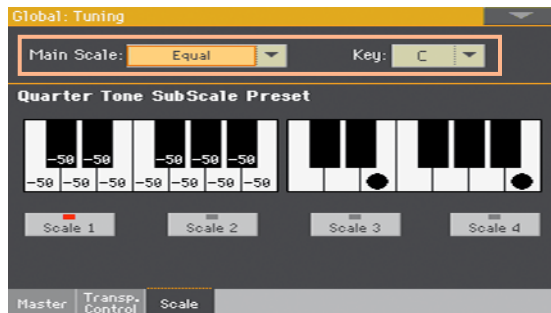 Global: Tuning
Main Scale: Equal Key: C
Quarter Tone SubScale Preset
-50 -50 -50 -50 -50
-50 -50 -50 -50 -50 -50 -50
Scale 1 Scale 2 Scale 3 Scale 4
Master Transp. Control Scale